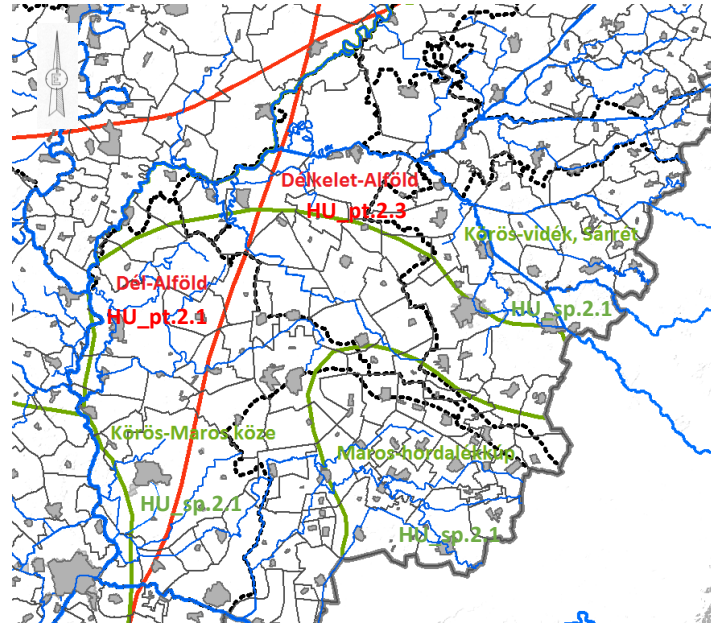 Délkelet-Alföld
HU_pt.2.3
Körös-vidék, Sárrét
Dél-Alföld
HU_pt.2.1
HU_sp.2.1
Körös-Maros köze
Maros-hordalékkúp
HU_sp.2.1
HU_sp.2.1